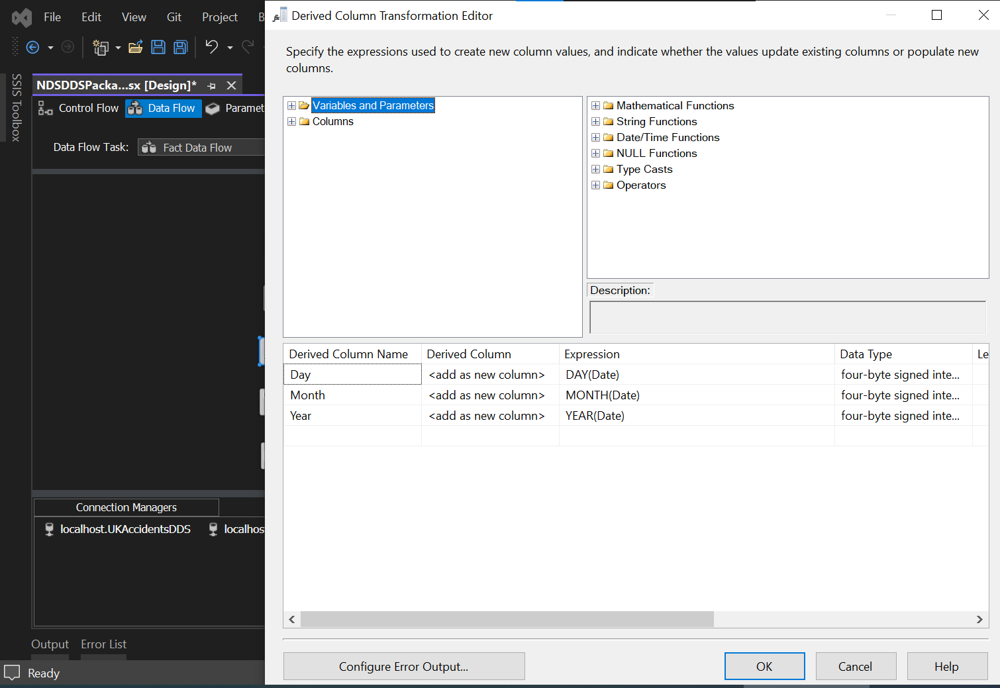 File Edit View Git Project B
Derived Column Transformation Editor
Specify the expressions used to create new column values, and indicate whether the values update existing columns or populate new
columns.
SSIS Toolbox
NDSDDSPacka...sx [Design]*
Control Flow Data Flow Paramet
Data Flow Task: Fact Data Flow
Variables and Parameters
Columns
Mathematical Functions
String Functions
Date/Time Functions
NULL Functions
Type Casts
Operators
Description:
Derived Column Name Derived Column Expression Data Type Le
Day <add as new column> DAY(Date) four-byte signed inte...
Month <add as new column> MONTH(Date) four-byte signed inte...
Year <add as new column> YEAR(Date) four-byte signed inte...
Connection Managers
localhost.UKAccidentsDDS localhos
Output Error List
Ready
Configure Error Output... OK Cancel Help